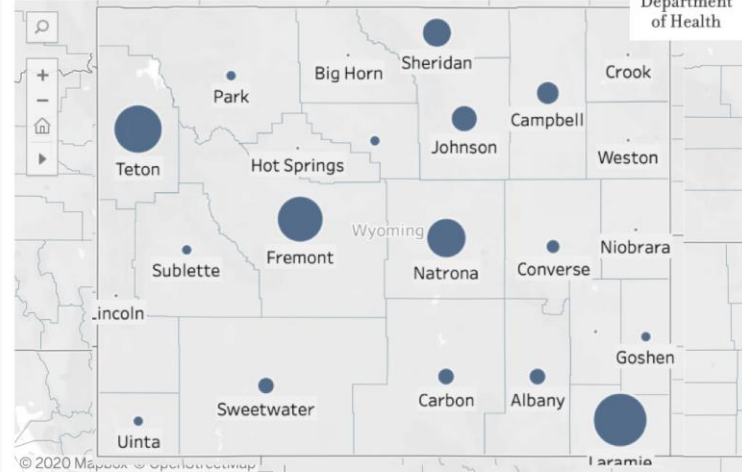 Department
of Health
Sheridan
Big Horn
Crook
Park
Campbell
Johnson
Weston
Teton
Hot Springs
Wyoming
Fremont
Niobrara
Natrona
Converse
Sublette
Lincoln
Goshen
Carbon
Albany
Sweetwater
Uinta
Laramie
© 2020 Mapbox © OpenStreetMap